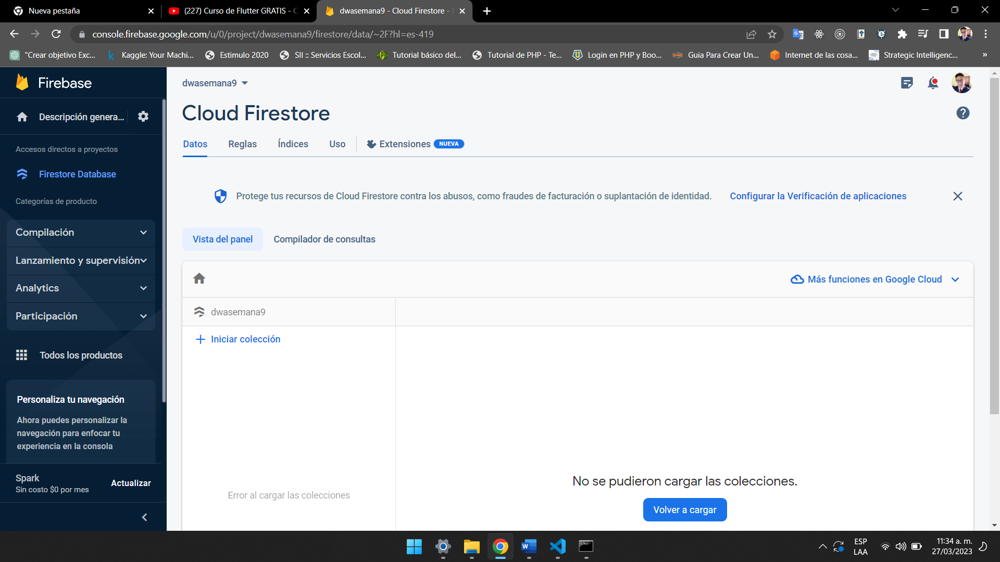 Nueva pestaña
(227) Curso de Flutter GRATIS - C
dwasemana9 - Cloud Firestore -
console.firebase.google.com/u/0/project/dwasemana9/firestore/data/~2F?hl=es-419
"Crear objetivo Exc...
Kaggle: Your Machi...
Estimulo 2020
SII :: Servicios Escol...
Tutorial básico del...
Tutorial de PHP - Te...
Login en PHP y Boo...
Guia Para Crear Un...
Internet de las cosa...
Strategic Intelligenc...
»
Firebase
Descripción genera...
Accesos directos a proyectos
Firestore Database
Categorías de producto
Compilación
Lanzamiento y supervisión
Analytics
Participación
Todos los productos
Personaliza tu navegación
Ahora puedes personalizar la
navegación para enfocar tu
experiencia en la consola
Spark
Sin costo $0 por mes
Actualizar
dwasemana9
Cloud Firestore
Datos
Reglas
Índices
Uso
Extensiones
NUEVA
Protege tus recursos de Cloud Firestore contra los abusos, como fraudes de facturación o suplantación de identidad.
Configurar la Verificación de aplicaciones
Vista del panel
Compilador de consultas
Más funciones en Google Cloud
dwasemana9
Iniciar colección
Error al cargar las colecciones
No se pudieron cargar las colecciones.
Volver a cargar
ESP
LAA
11:34 a. m.
27/03/2023